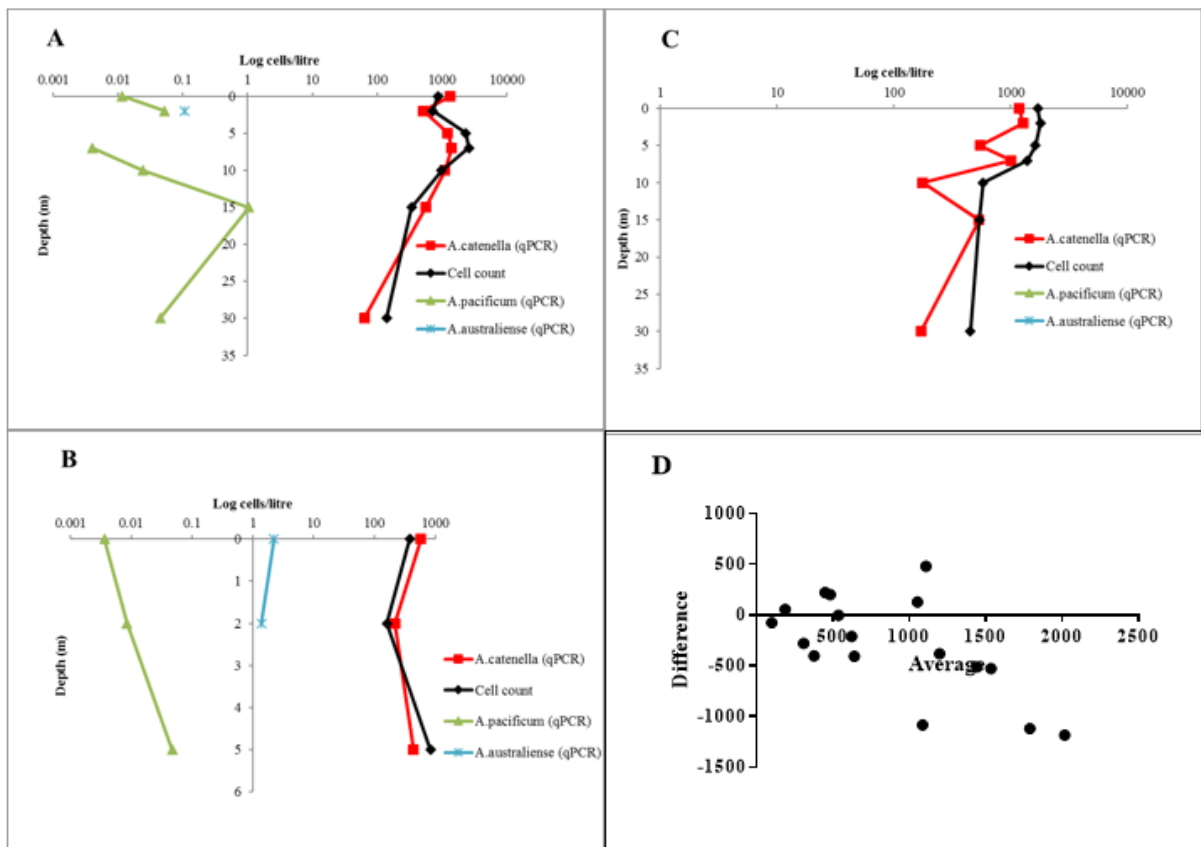 A
Log cells/litre
0.001 0.01 0.1 1 10 100 1000 10000
0
5
10
15
20
25
30
35
Depth (m)
A.catenella (qPCR)
Cell count
A.pacificum (qPCR)
A.australiense (qPCR)
C
Log cells/litre
1 10 100 1000 10000
0
5
10
15
20
25
30
35
Depth (m)
A.catenella (qPCR)
Cell count
A.pacificum (qPCR)
A.australiense (qPCR)
B
Log cells/litre
0.001 0.01 0.1 1 10 100 1000
0
1
2
3
4
5
6
Depth (m)
A.catenella (qPCR)
Cell count
A.pacificum (qPCR)
A.australiense (qPCR)
D
1000
500
0
-500
-1000
-1500
Difference
500 1000 1500 2000 2500
Average